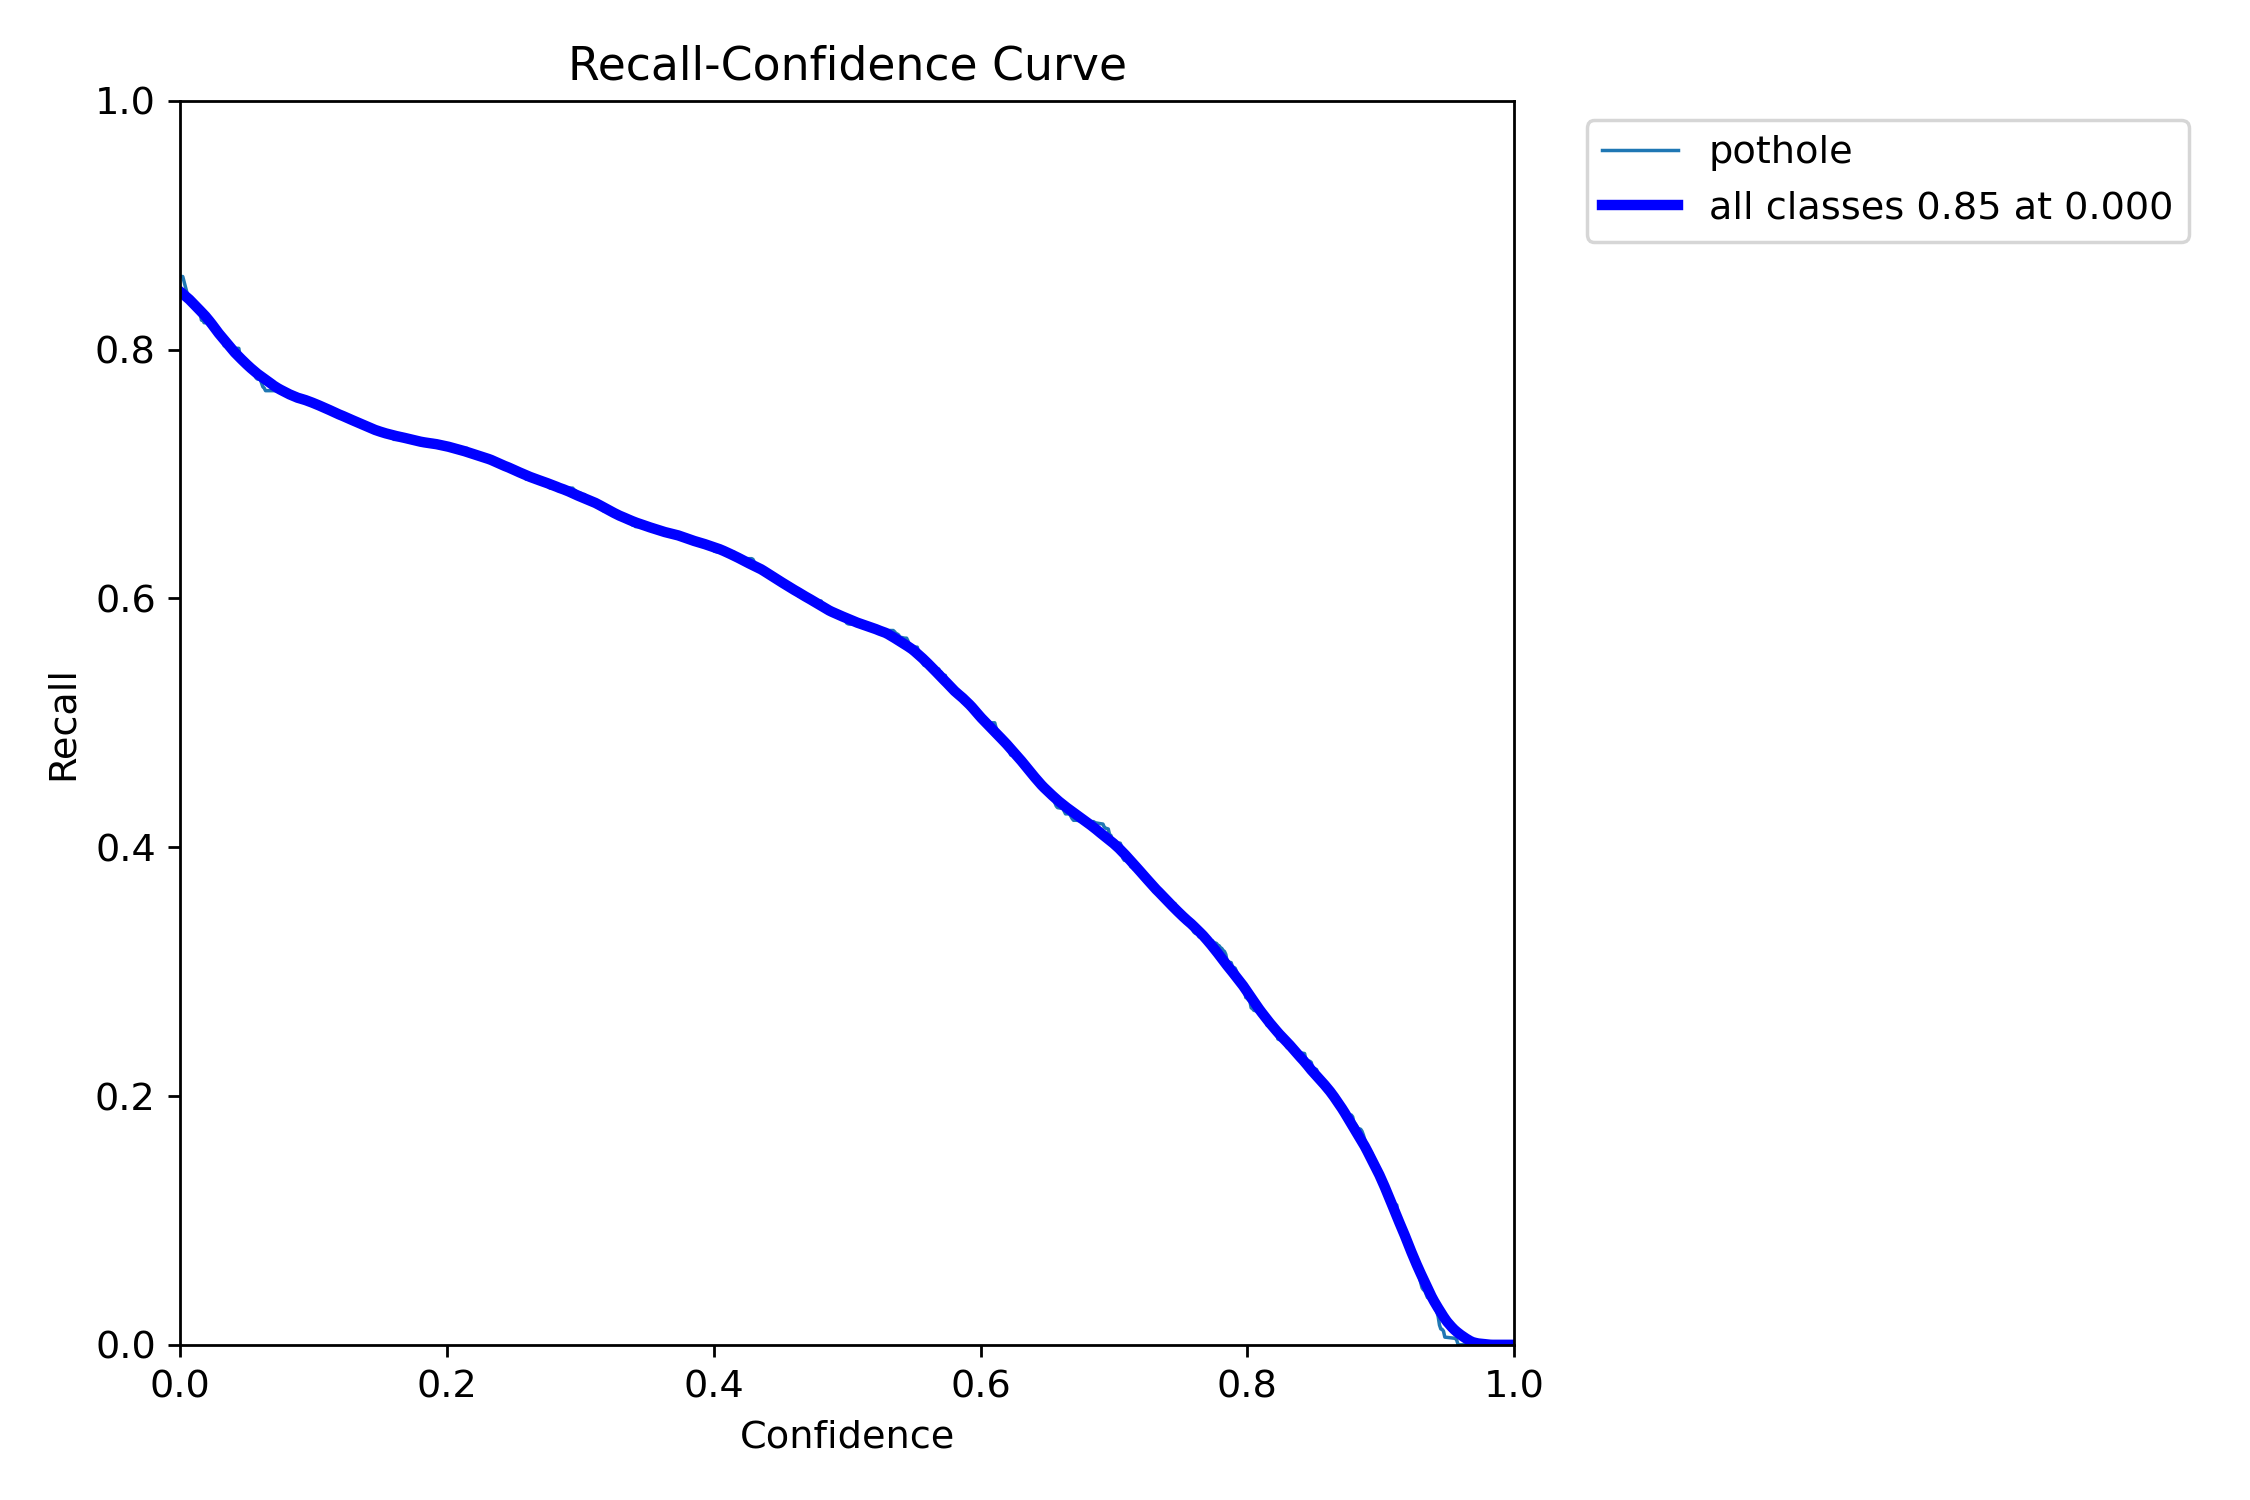 Recall-Confidence Curve
1.0
0.8
0.6
0.4
0.2
0.0
Recall
0.0 0.2 0.4 0.6 0.8 1.0
Confidence
pothole
all classes 0.85 at 0.000